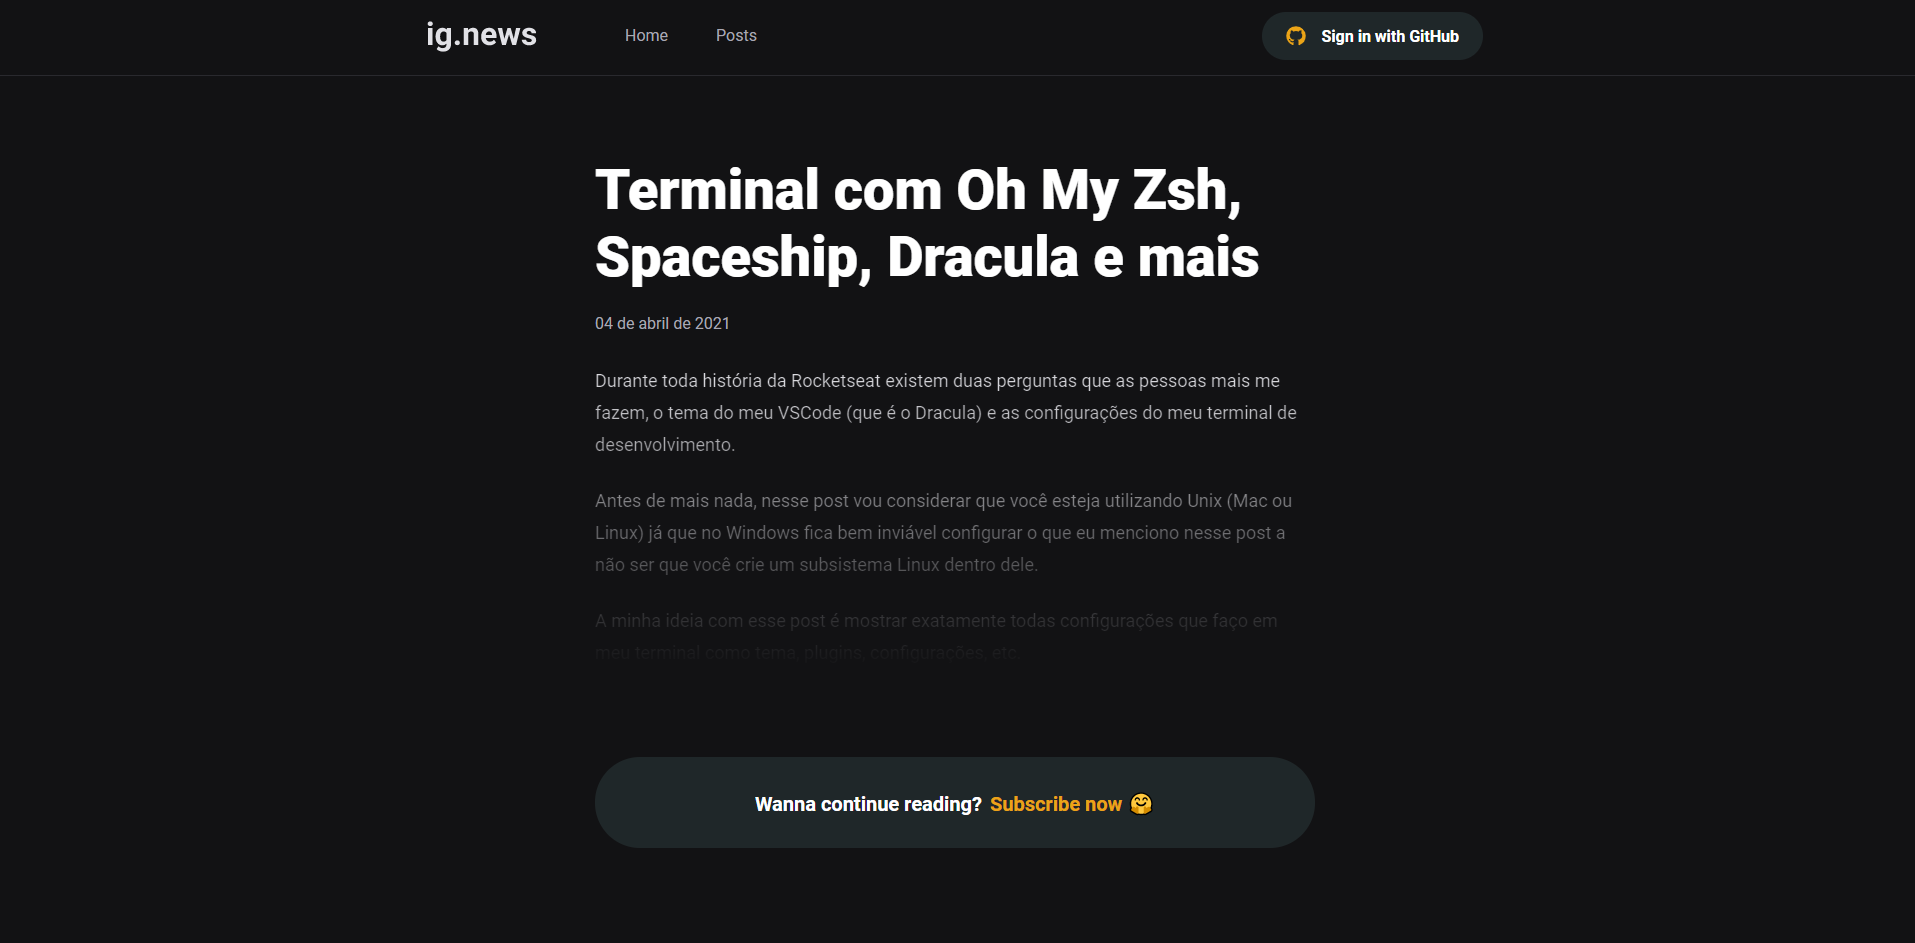 ig.news
Home
Posts
Sign in with GitHub
Terminal com Oh My Zsh,
Spaceship, Dracula e mais
04 de abril de 2021
Durante toda história da Rocketseat existem duas perguntas que as pessoas mais me
fazem, o tema do meu VSCode (que é o Dracula) e as configurações do meu terminal de
desenvolvimento.
Antes de mais nada, nesse post vou considerar que você esteja utilizando Unix (Mac ou
Linux) já que no Windows fica bem inviável configurar o que eu menciono nesse post a
não ser que você crie um subsistema Linux dentro dele.
A minha ideia com esse post é mostrar exatamente todas configurações que faço em
meu terminal como tema, plugins, configurações, etc
Wanna continue reading? Subscribe now 🤗